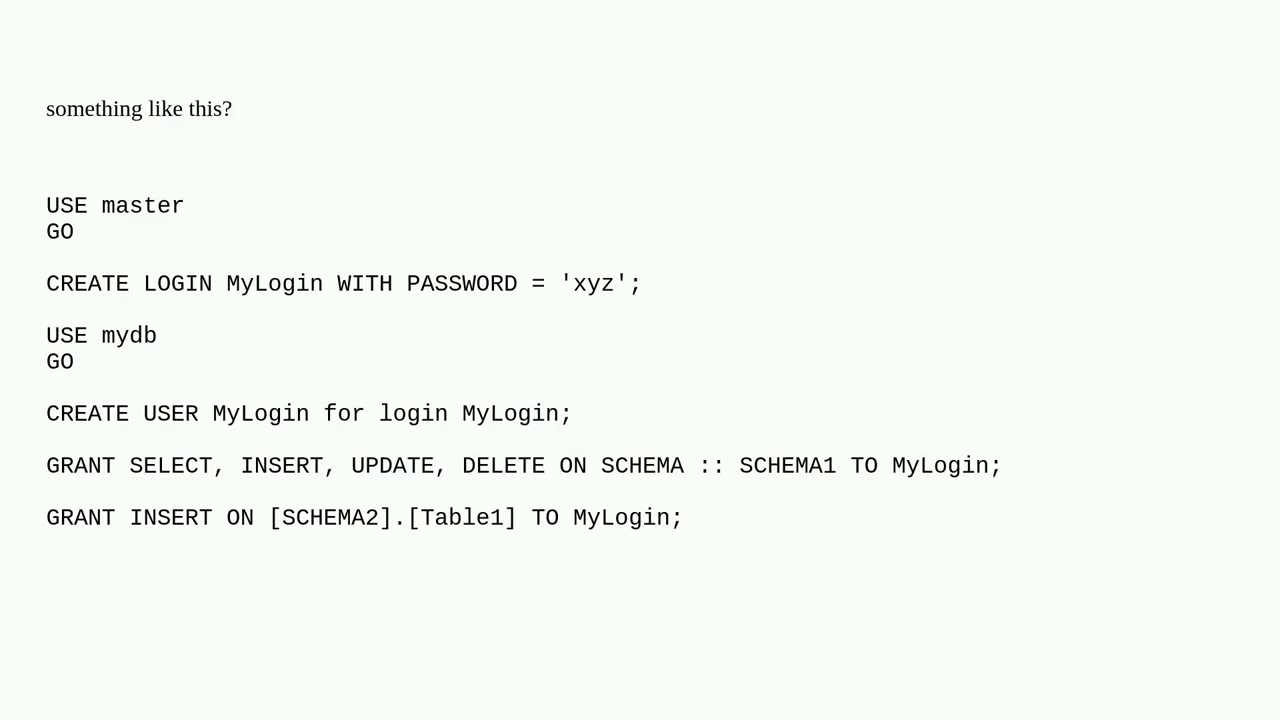 something like this?
USE master
GO
CREATE LOGIN MyLogin WITH PASSWORD = 'xyz';
USE mydb
GO
CREATE USER MyLogin for login MyLogin;
GRANT SELECT, INSERT, UPDATE, DELETE ON SCHEMA :: SCHEMA1 TO MyLogin;
GRANT INSERT ON [SCHEMA2].[Table1] TO MyLogin;